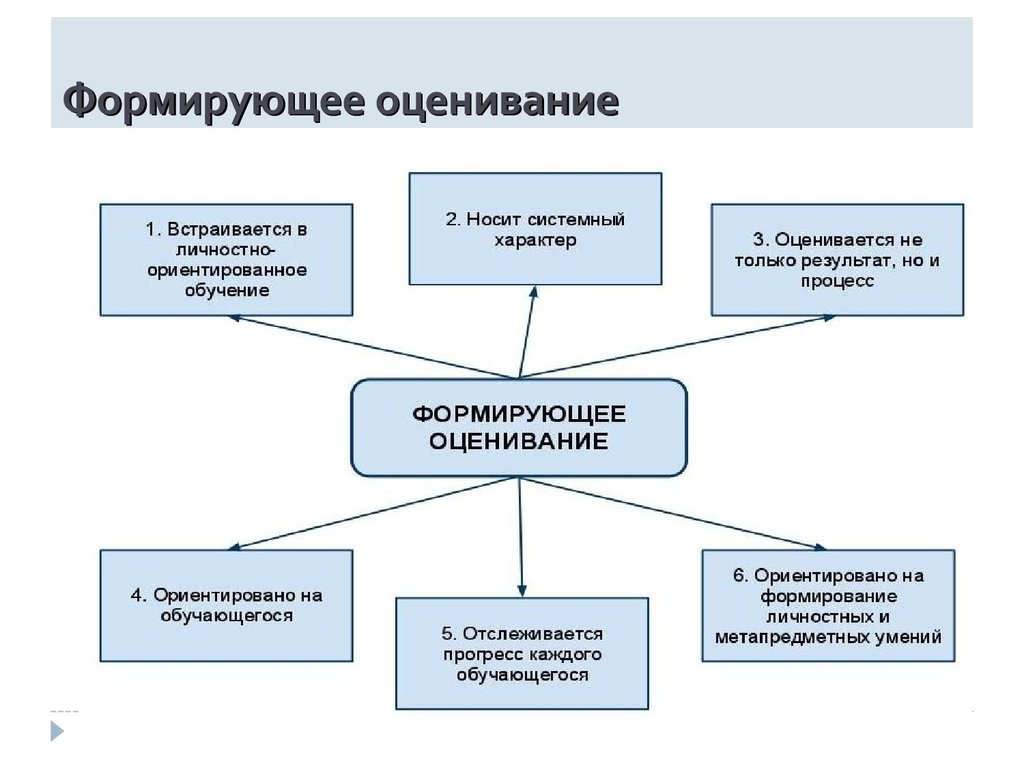 Формирующее оценивание
1. Встраивается в
личностно-
ориентированное
обучение
2. Носит системный
характер
3. Оценивается не
только результат, но и
процесс
ФОРМИРУЮЩЕЕ
ОЦЕНИВАНИЕ
4. Ориентировано на
обучающегося
5. Отслеживается
прогресс каждого
обучающегося
6. Ориентировано на
формирование
личностных и
метапредметных умений